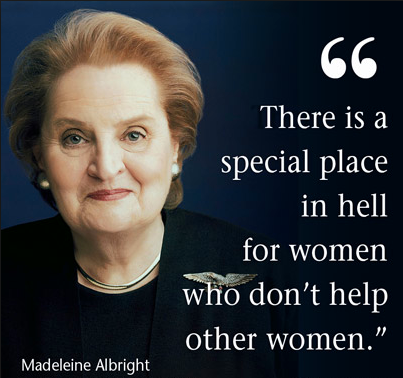 “
There is a
special place
in hell
for women
who don’t help
other women.”
Madeleine Albright